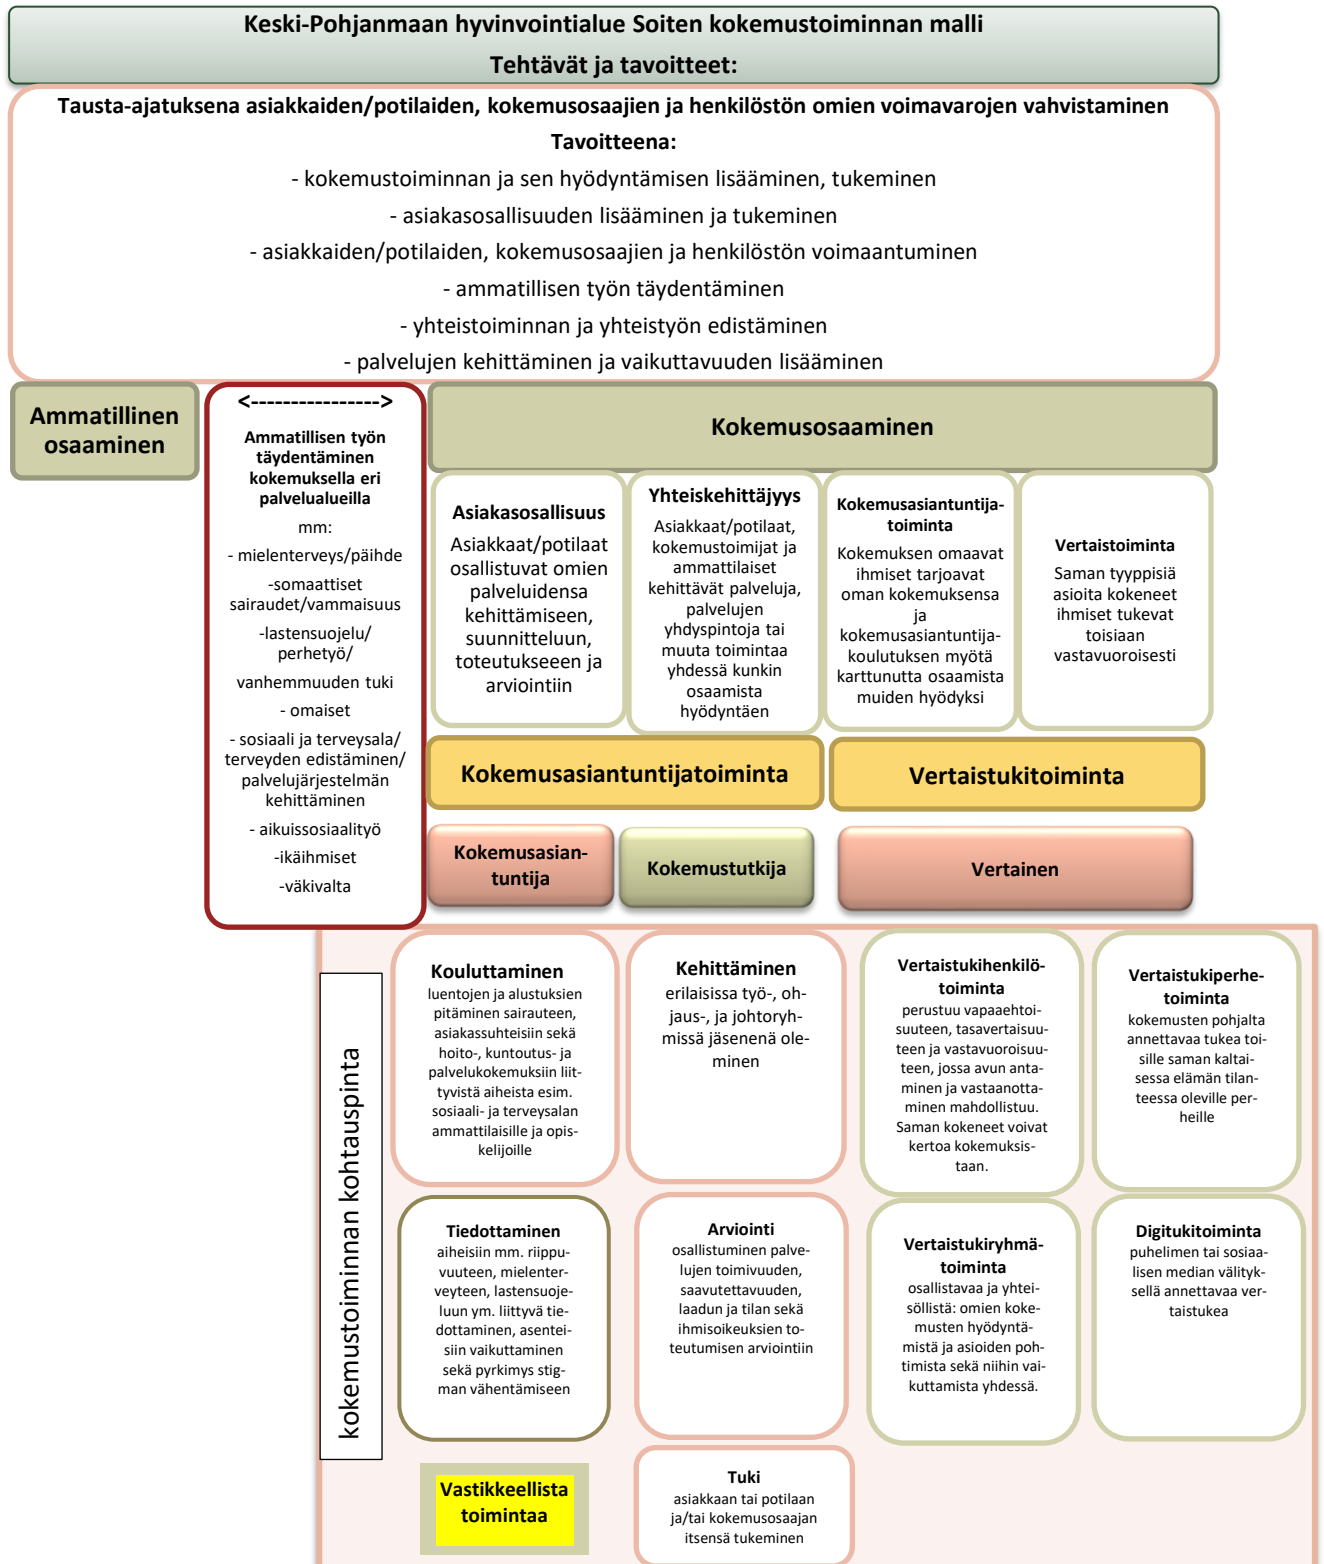 Keski-Pohjanmaan hyvinvointialue Soiten kokemustoiminnan malli
Tehtävät ja tavoitteet:
Tausta-ajatuksena asiakkaiden/potilaiden, kokemusosaajien ja henkilöstön omien voimavarojen vahvistaminen
Tavoitteena:
- kokemustoiminnan ja sen hyödyntämisen lisääminen, tukeminen
- asiakasosallisuuden lisääminen ja tukeminen
- asiakkaiden/potilaiden, kokemusosaajien ja henkilöstön voimaantuminen
- ammatillisen työn täydentäminen
- yhteistoiminnan ja yhteistyön edistäminen
- palvelujen kehittäminen ja vaikuttavuuden lisääminen
Ammatillinen
osaaminen
<---------------->
Ammatillisen työn
täydentäminen
kokemuksella eri
palvelualueilla
mm:
- mielenterveys/päihde
-somaattiset
sairaudet/vammaisuus
-lastensuojelu/
perhetyö/
vanhemmuuden tuki
- omaiset
- sosiaali ja terveysala/
terveyden edistäminen/
palvelujärjestelmän
kehittäminen
- aikuissosiaalityö
-ikäihmiset
-väkivalta
Kokemusosaaminen
Asiakasosallisuus
Asiakkaat/potilaat
osallistuvat omien
palveluidensa
kehittämiseen,
suunnitteluun,
toteutukseeen ja
arviointiin
Yhteiskehittäjyys
Asiakkaat/potilaat,
kokemustoimijat ja
ammattilaiset
kehittävät palveluja,
palvelujen
yhdyspintoja tai
muuta toimintaa
yhdessä kunkin
osaamista
hyödyntäen
Kokemusasiantuntija-
toiminta
Kokemuksen omaavat
ihmiset tarjoavat
oman kokemuksensa
ja
kokemusasiantuntija-
koulutuksen myötä
karttunutta osaamista
muiden hyödyksi
Vertaistoiminta
Saman tyyppisiä
asioita kokeneet
ihmiset tukevat
toisiaan
vastavuoroisesti
Kokemusasiantuntijatoiminta
Vertaistukitoiminta
Kokemusasian-
tuntija
Kokemustutkija
Vertainen
kokemustoiminnan kohtauspinta
Kouluttaminen
luentojen ja alustuksien
pitäminen sairauteen,
asiakassuhteisiin sekä
hoito-, kuntoutus- ja
palvelukokemuksiin liit-
tyvistä aiheista esim.
sosiaali- ja terveysalan
ammattilaisille ja opis-
kelijoille
Kehittäminen
erilaisissa työ-, oh-
jaus-, ja johtoryh-
missä jäsenenä ole-
minen
Vertaistukihenkilö-
toiminta
perustuu vapaaehtoi-
suuteen, tasavertaisuu-
teen ja vastavuoroisuu-
teen, jossa avun anta-
minen ja vastaanotta-
minen mahdollistuu.
Saman kokeneet voivat
kertoa kokemuksis-
taan.
Vertaistukiperhe-
toiminta
kokemusten pohjalta
annettavaa tukea toi-
sille saman kaltai-
sessa elämän tilan-
teessa oleville per-
heille
Tiedottaminen
aiheisiin mm. riippu-
vuuteen, mielenter-
veyteen, lastensuoje-
luun ym. liittyvä tie-
dottaminen, asentei-
siin vaikuttaminen
sekä pyrkimys stig-
man vähentämiseen
Arviointi
osallistuminen palve-
lujen toimivuuden,
saavutettavuuden,
laadun ja tilan sekä
ihmisoikeuksien to-
teutumisen arviointiin
Vertaistukiryhmä-
toiminta
osallistavaa ja yhtei-
söllistä: omien koke-
musten hyödyntä-
mistä ja asioiden poh-
timista sekä niihin vai-
kuttamista yhdessä.
Digitukitoiminta
puhelimen tai sosiaa-
lisen median välityk-
sellä annettavaa ver-
taistukea
Vastikkeellista
toimintaa
Tuki
asiakkaan tai potilaan
ja/tai kokemusosaajan
itsensä tukeminen